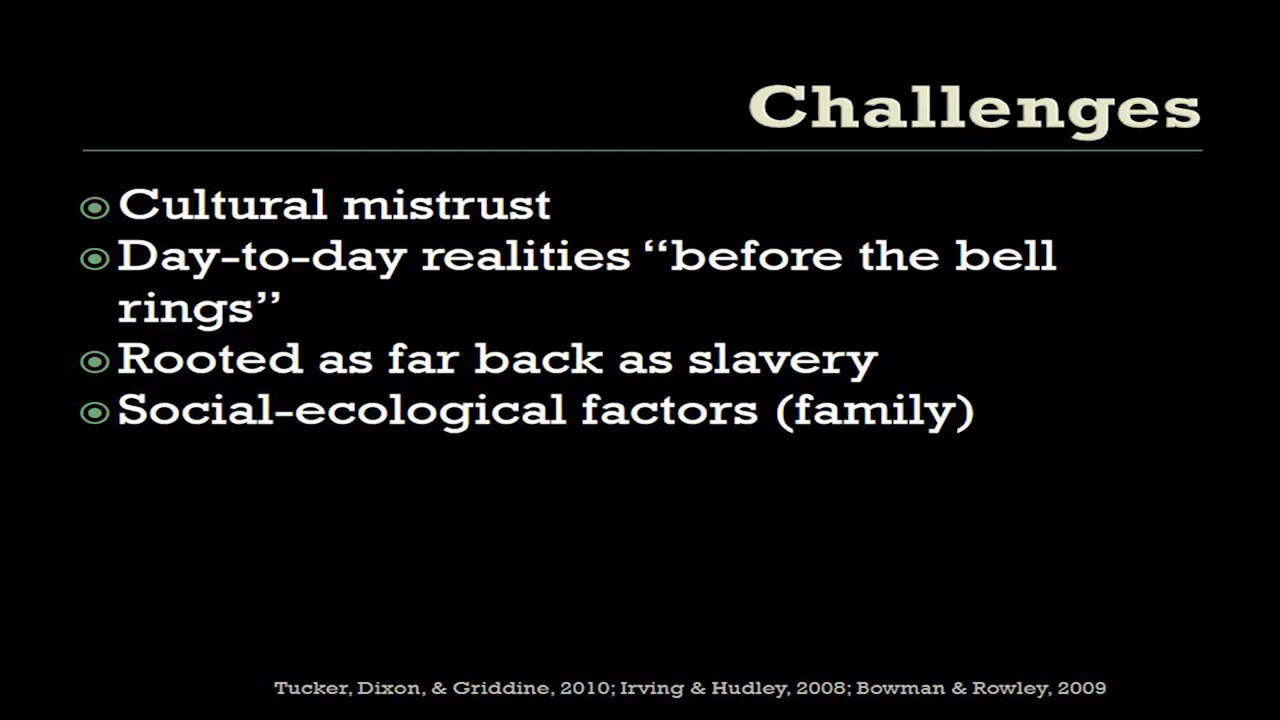 Challenges
Cultural mistrust
Day-to-day realities “before the bell
rings”
Rooted as far back as slavery
Social-ecological factors (family)
Tucker, Dixon, & Griddine, 2010; Irving & Hudley, 2008; Bowman & Rowley, 2009